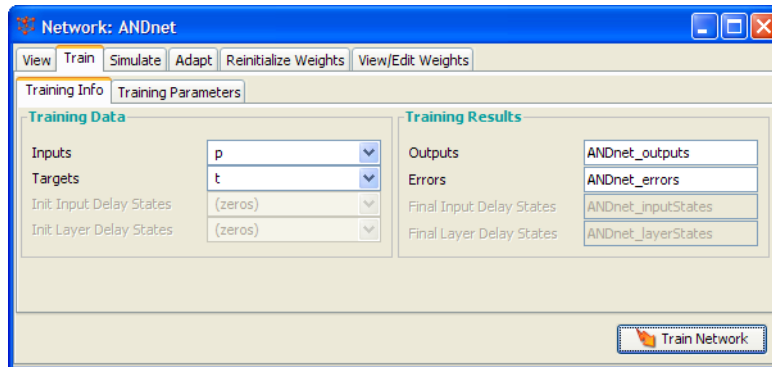 Network: ANDnet
View Train Simulate Adapt Reinitialize Weights View/Edit Weights
Training Info Training Parameters
Training Data Training Results
Inputs p Outputs ANDnet_outputs
Targets t Errors ANDnet_errors
Init Input Delay States (zeros) Final Input Delay States ANDnet_inputStates
Init Layer Delay States (zeros) Final Layer Delay States ANDnet_layerStates
Train Network